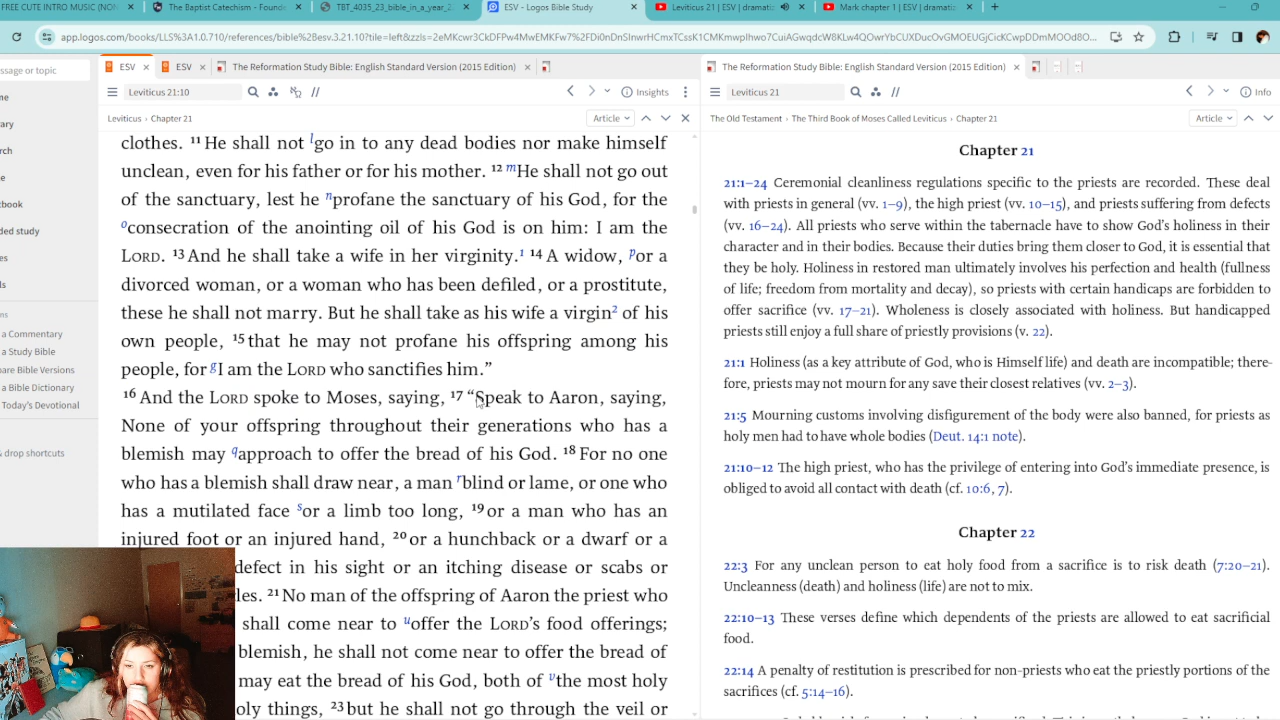 FREE CUTE INTRO MUSIC (NON
The Baptist Catechism - Founde
TBT_4035_23_bible_in_a_year_2
ESV - Logos Bible Study
Leviticus 21 | ESV | dramatic
Mark chapter 1 | ESV | dramatiz
app.logos.com/books/LLS%3A1.0.710/references/bible%2Besv.3.21.10?tile=left&zzls=2eMKcwr3CkDFPw4MwEMKFw7%2FDi0nDnSInwrHCmxTCssK1CMKmwpIhwo7CuiAGwqdcW8KLw4QOwrYbCUXDucOvGMOEUGjCicKCwpDDmMOOd8O...
ssage or topic
me
rary
rch
e
tbook
ded study
es
ls
ns
a Commentary
a Study Bible
are Bible Versions
a Bible Dictionary
Today's Devotional
& drop shortcuts
ESV
ESV
The Reformation Study Bible: English Standard Version (2015 Edition)
Leviticus 21:10
Insights
Leviticus › Chapter 21
Article
clothes. 11 He shall not l go in to any dead bodies nor make himself
unclean, even for his father or for his mother. 12 m He shall not go out
of the sanctuary, lest he n profane the sanctuary of his God, for the
o consecration of the anointing oil of his God is on him: I am the
LORD. 13 And he shall take a wife in her virginity.1 14 A widow, p or a
divorced woman, or a woman who has been defiled, or a prostitute,
these he shall not marry. But he shall take as his wife a virgin2 of his
own people, 15 that he may not profane his offspring among his
people, for g I am the LORD who sanctifies him.”
16 And the LORD spoke to Moses, saying, 17 “Speak to Aaron, saying,
None of your offspring throughout their generations who has a
blemish may q approach to offer the bread of his God. 18 For no one
who has a blemish shall draw near, a man r blind or lame, or one who
has a mutilated face s or a limb too long, 19 or a man who has an
injured foot or an injured hand, 20 or a hunchback or a dwarf or a
defect in his sight or an itching disease or scabs or
les. 21 No man of the offspring of Aaron the priest who
shall come near to u offer the LORD’s food offerings;
blemish, he shall not come near to offer the bread of
may eat the bread of his God, both of v the most holy
oly things, 23 but he shall not go through the veil or
The Reformation Study Bible: English Standard Version (2015 Edition)
Leviticus 21
Info
The Old Testament › The Third Book of Moses Called Leviticus › Chapter 21
Article
Chapter 21
21:1–24 Ceremonial cleanliness regulations specific to the priests are recorded. These deal
with priests in general (vv. 1–9), the high priest (vv. 10–15), and priests suffering from defects
(vv. 16–24). All priests who serve within the tabernacle have to show God’s holiness in their
character and in their bodies. Because their duties bring them closer to God, it is essential that
they be holy. Holiness in restored man ultimately involves his perfection and health (fullness
of life; freedom from mortality and decay), so priests with certain handicaps are forbidden to
offer sacrifice (vv. 17–21). Wholeness is closely associated with holiness. But handicapped
priests still enjoy a full share of priestly provisions (v. 22).
21:1 Holiness (as a key attribute of God, who is Himself life) and death are incompatible; there-
fore, priests may not mourn for any save their closest relatives (vv. 2–3).
21:5 Mourning customs involving disfigurement of the body were also banned, for priests as
holy men had to have whole bodies (Deut. 14:1 note).
21:10–12 The high priest, who has the privilege of entering into God’s immediate presence, is
obliged to avoid all contact with death (cf. 10:6, 7).
Chapter 22
22:3 For any unclean person to eat holy food from a sacrifice is to risk death (7:20–21).
Uncleanness (death) and holiness (life) are not to mix.
22:10–13 These verses define which dependents of the priests are allowed to eat sacrificial
food.
22:14 A penalty of restitution is prescribed for non-priests who eat the priestly portions of the
sacrifices (cf. 5:14–16).